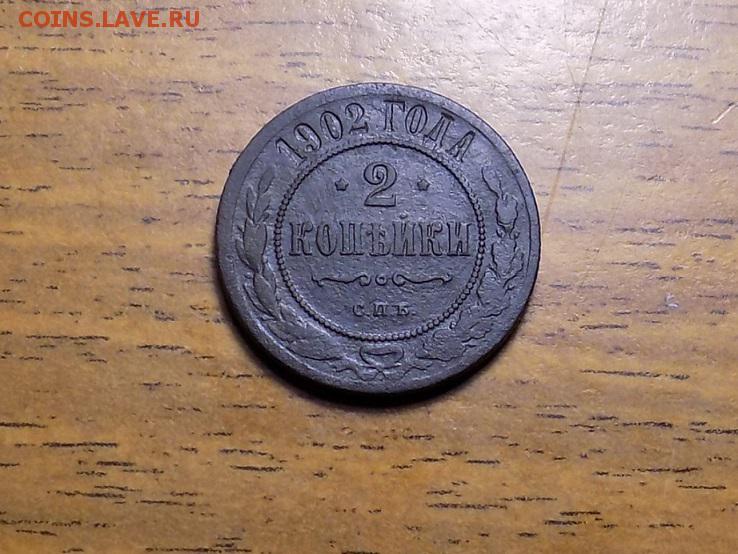 COINS.LAVE.RU
1902 ГОДА
2
КОПѢЙКИ
С.П.Б.